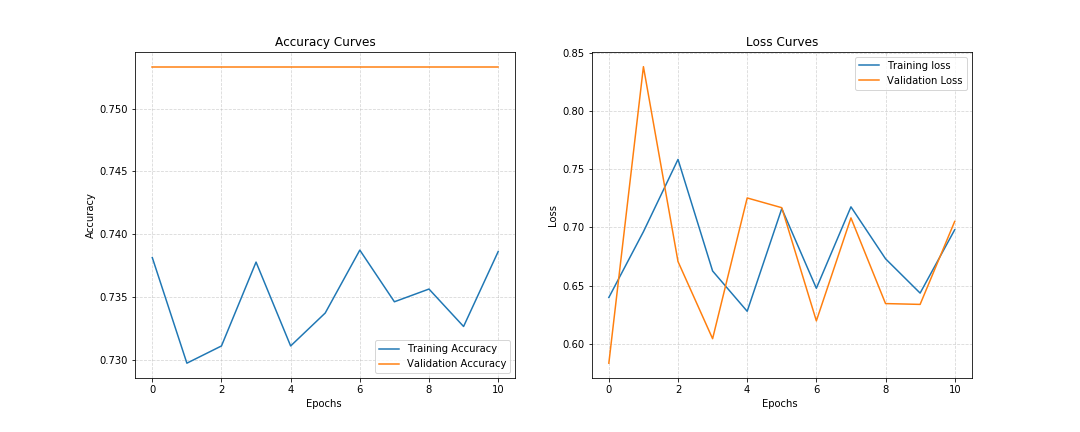 Accuracy Curves
0.750
0.745
0.740
0.735
0.730
Accuracy
0 2 4 6 8 10
Epochs
Training Accuracy
Validation Accuracy
Loss Curves
0.85
0.80
0.75
0.70
0.65
0.60
Loss
0 2 4 6 8 10
Epochs
Training loss
Validation Loss